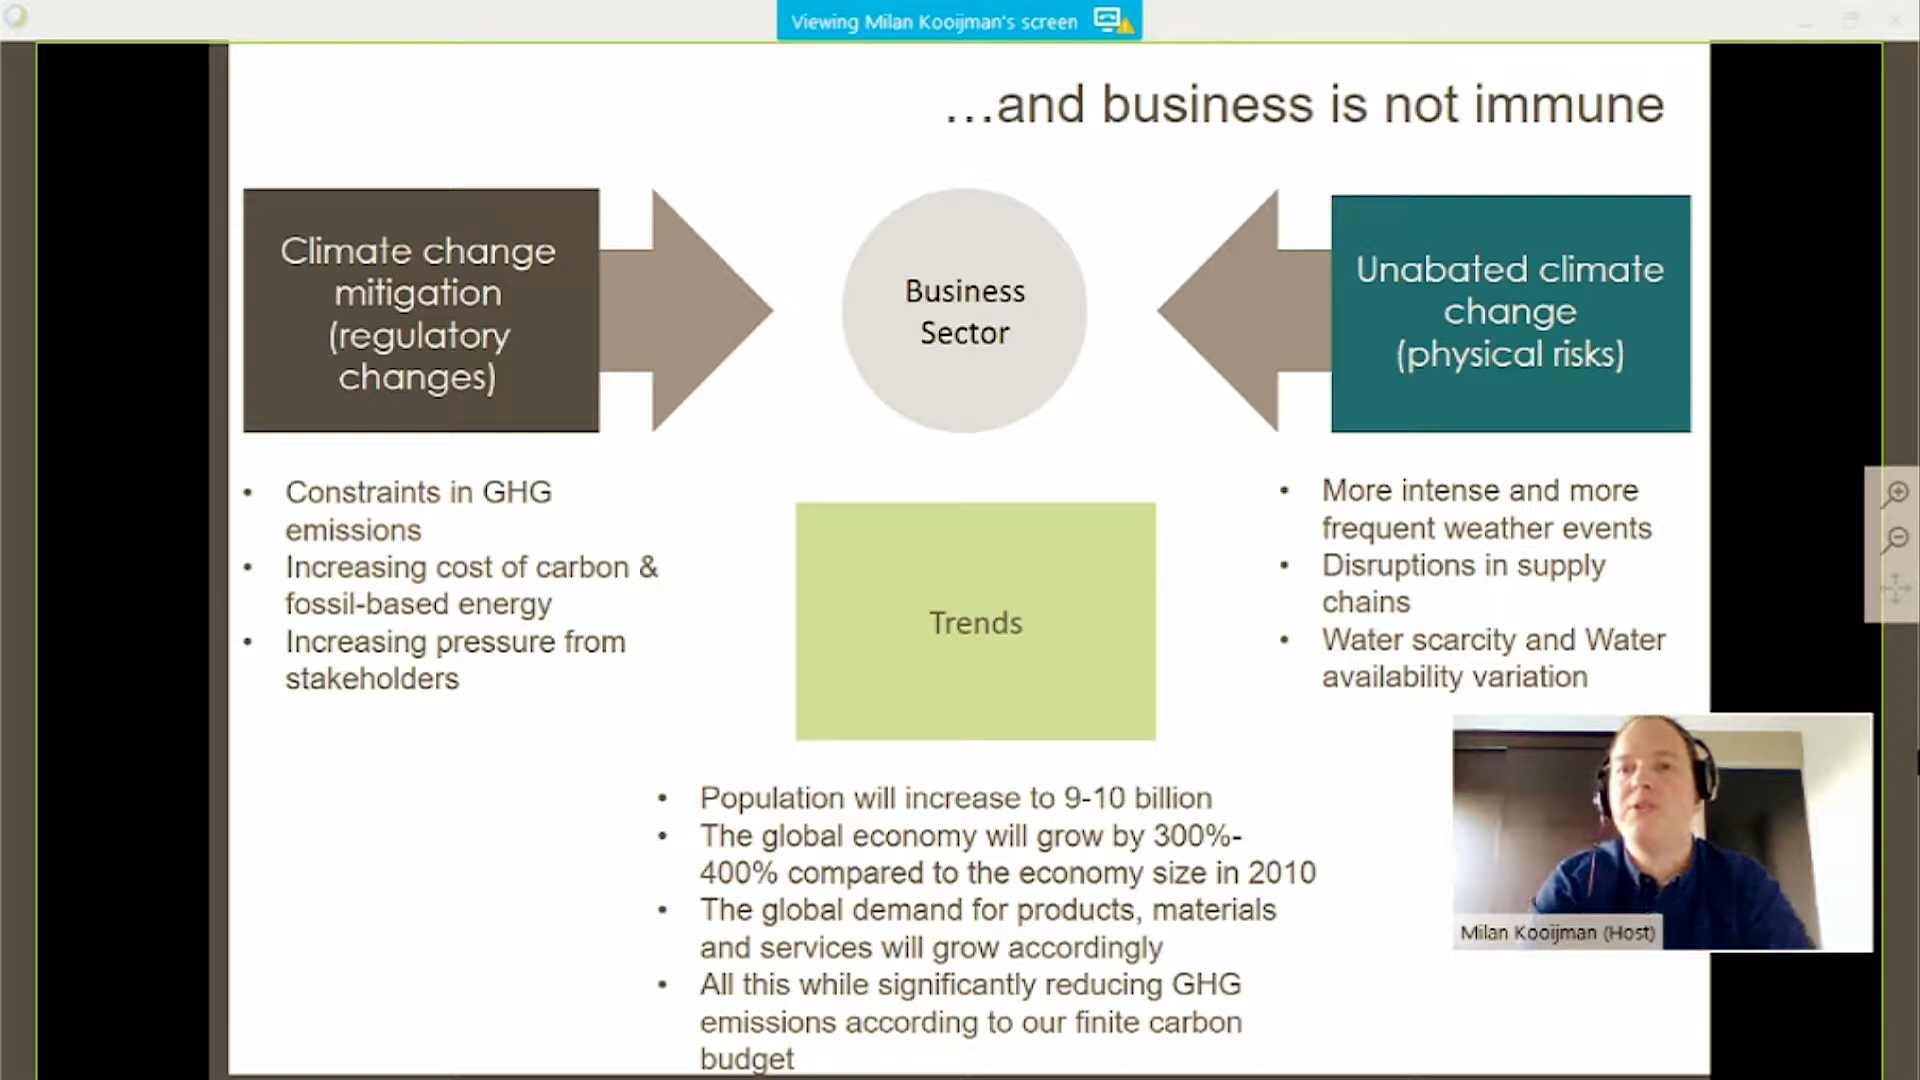 Viewing Milan Kooijman's screen
…and business is not immune
Climate change
mitigation
(regulatory
changes)
Business
Sector
Unabated climate
change
(physical risks)
• Constraints in GHG
emissions
• Increasing cost of carbon &
fossil-based energy
• Increasing pressure from
stakeholders
Trends
• More intense and more
frequent weather events
• Disruptions in supply
chains
• Water scarcity and Water
availability variation
• Population will increase to 9-10 billion
• The global economy will grow by 300%-
400% compared to the economy size in 2010
• The global demand for products, materials
and services will grow accordingly
• All this while significantly reducing GHG
emissions according to our finite carbon
budget
Milan Kooijman (Host)